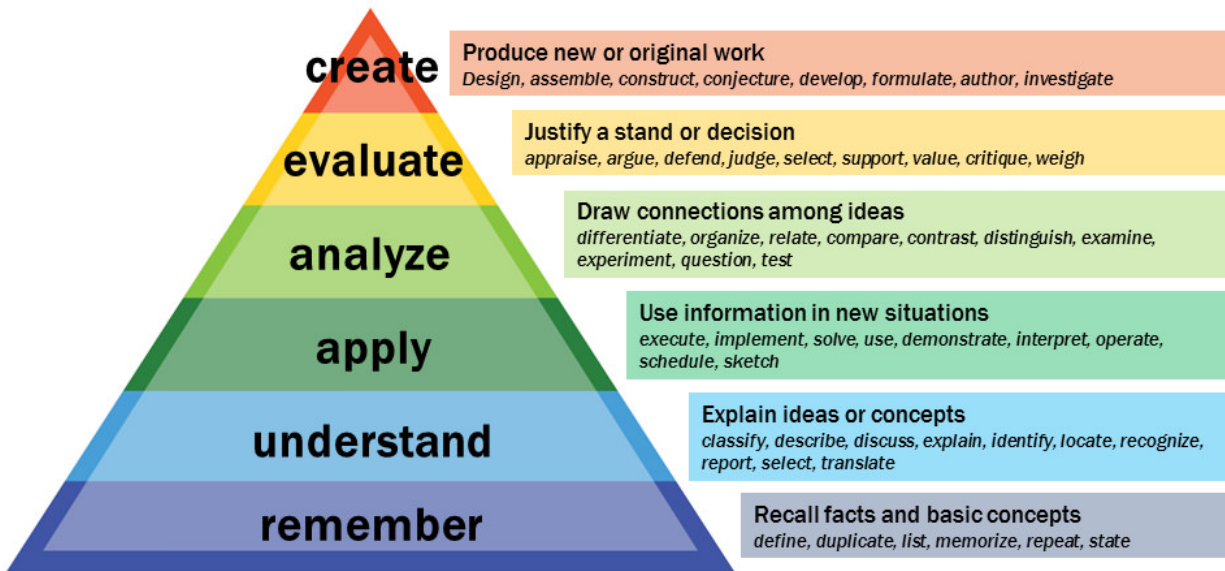 create
Produce new or original work
Design, assemble, construct, conjecture, develop, formulate, author, investigate
evaluate
Justify a stand or decision
appraise, argue, defend, judge, select, support, value, critique, weigh
analyze
Draw connections among ideas
differentiate, organize, relate, compare, contrast, distinguish, examine,
experiment, question, test
apply
Use information in new situations
execute, implement, solve, use, demonstrate, interpret, operate,
schedule, sketch
understand
Explain ideas or concepts
classify, describe, discuss, explain, identify, locate, recognize,
report, select, translate
remember
Recall facts and basic concepts
define, duplicate, list, memorize, repeat, state